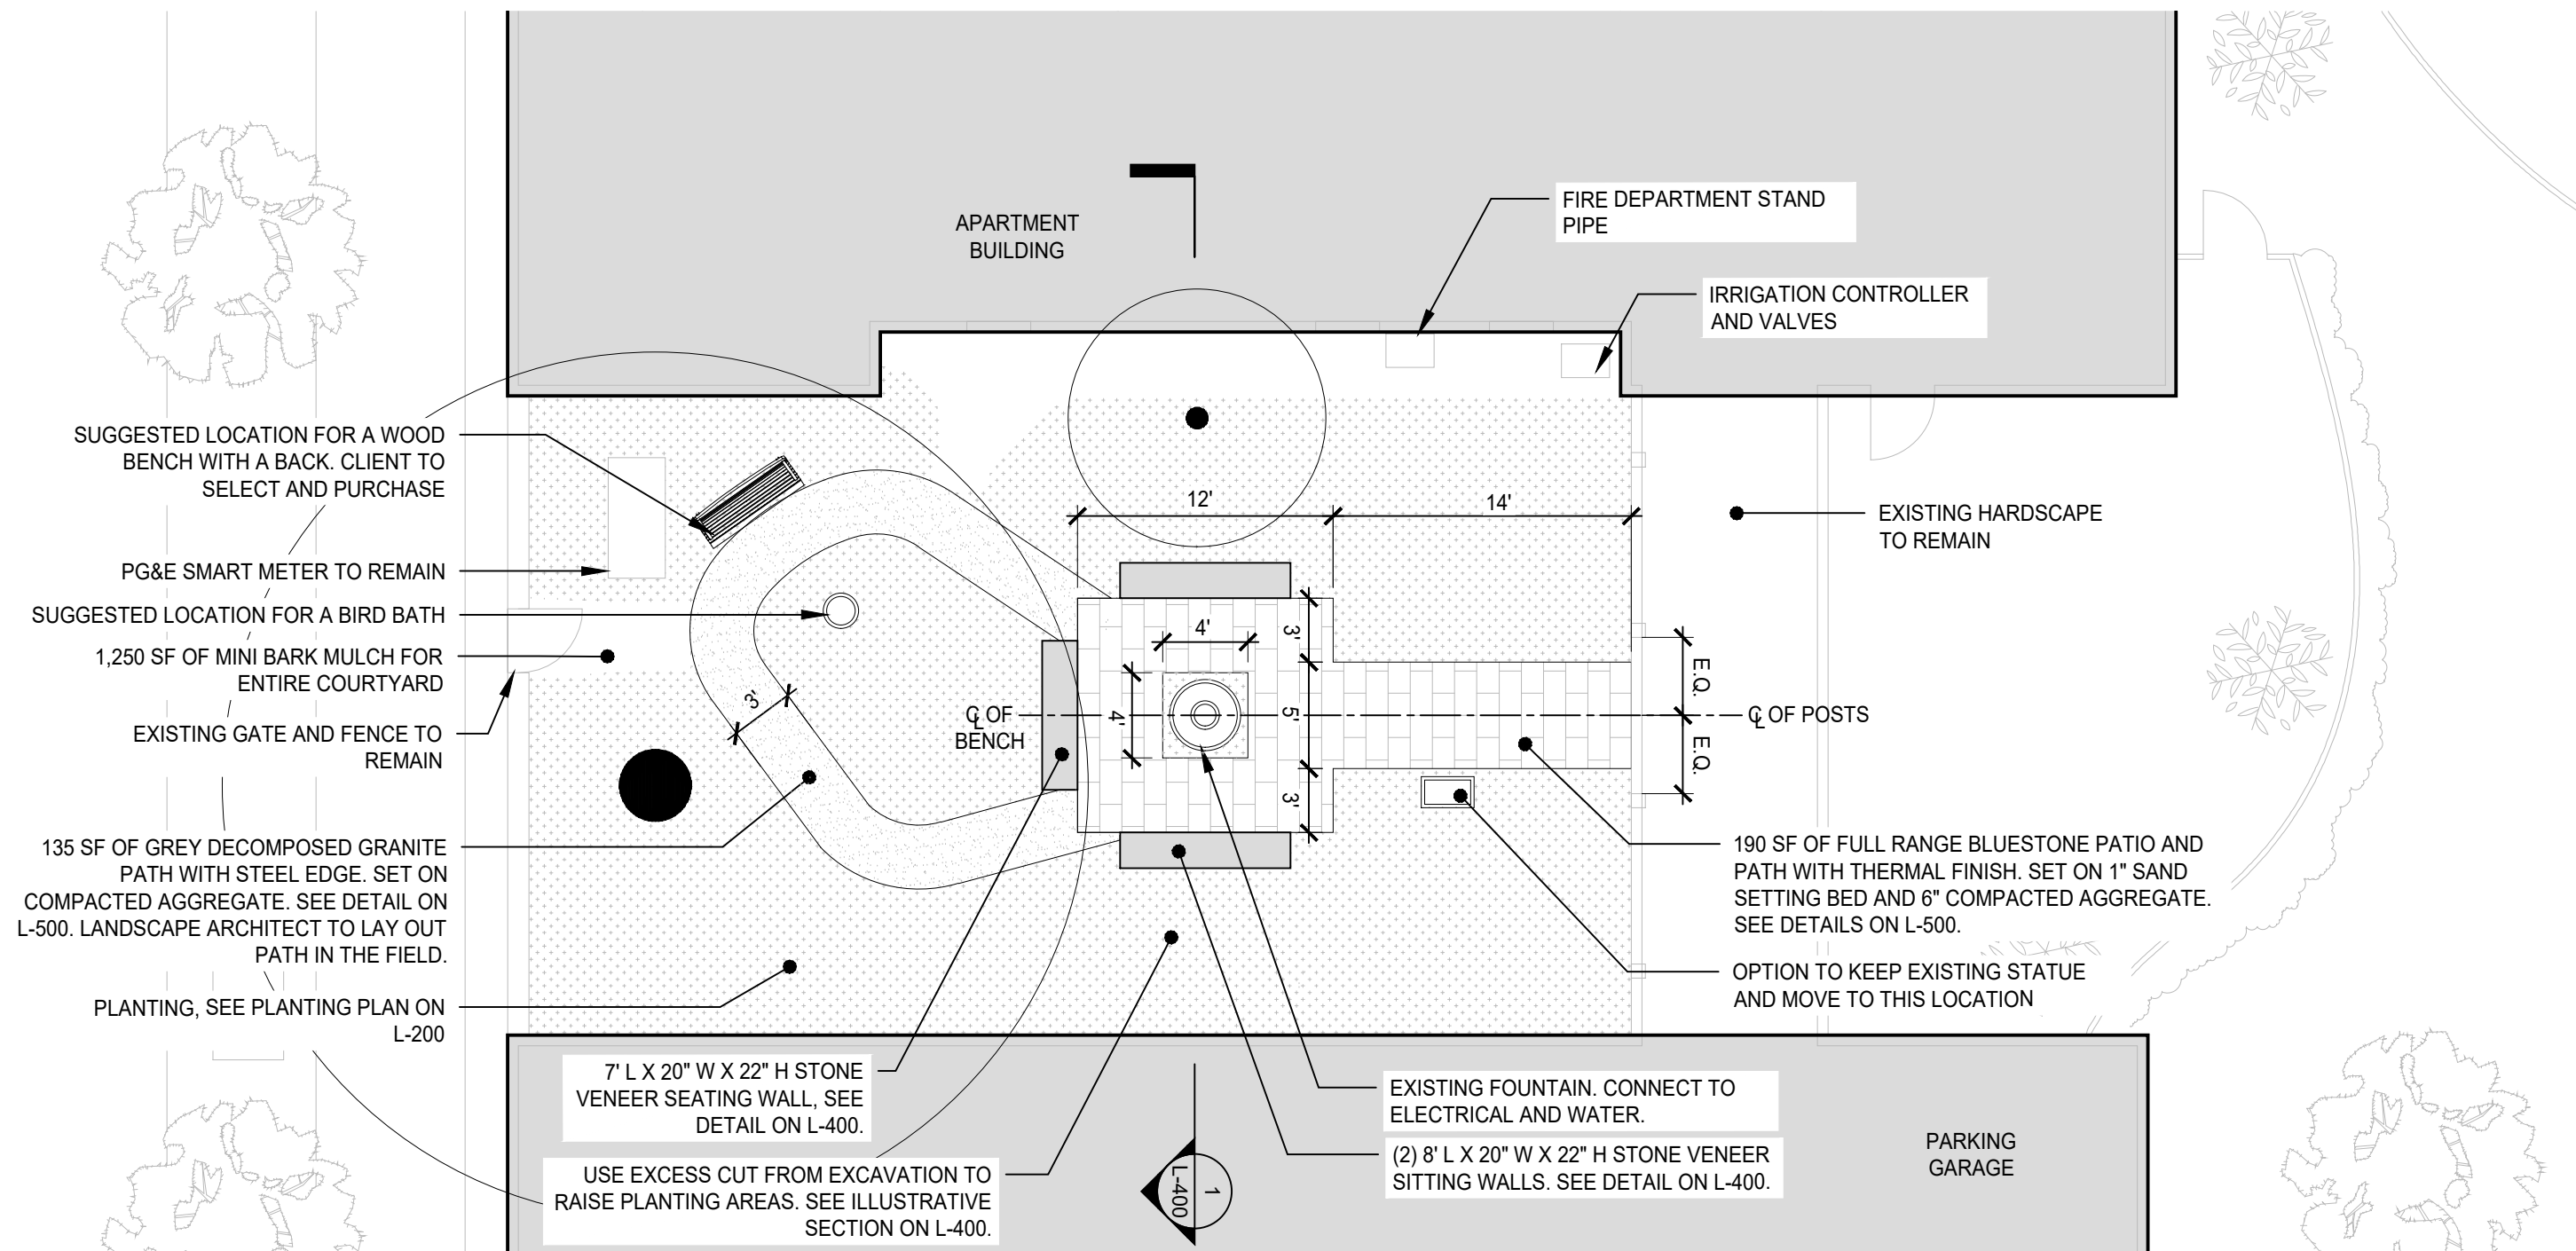 APARTMENT
BUILDING
FIRE DEPARTMENT STAND
PIPE
IRRIGATION CONTROLLER
AND VALVES
SUGGESTED LOCATION FOR A WOOD
BENCH WITH A BACK. CLIENT TO
SELECT AND PURCHASE
PG&E SMART METER TO REMAIN
SUGGESTED LOCATION FOR A BIRD BATH
1,250 SF OF MINI BARK MULCH FOR
ENTIRE COURTYARD
EXISTING GATE AND FENCE TO
REMAIN
135 SF OF GREY DECOMPOSED GRANITE
PATH WITH STEEL EDGE. SET ON
COMPACTED AGGREGATE. SEE DETAIL ON
L-500. LANDSCAPE ARCHITECT TO LAY OUT
PATH IN THE FIELD.
PLANTING, SEE PLANTING PLAN ON
L-200
12'
14'
4'
4'
3'
5'
3'
3'
℄ OF
BENCH
E.Q.
E.Q.
℄ OF POSTS
EXISTING HARDSCAPE
TO REMAIN
190 SF OF FULL RANGE BLUESTONE PATIO AND
PATH WITH THERMAL FINISH. SET ON 1" SAND
SETTING BED AND 6" COMPACTED AGGREGATE.
SEE DETAILS ON L-500.
OPTION TO KEEP EXISTING STATUE
AND MOVE TO THIS LOCATION
7' L X 20" W X 22" H STONE
VENEER SEATING WALL, SEE
DETAIL ON L-400.
USE EXCESS CUT FROM EXCAVATION TO
RAISE PLANTING AREAS. SEE ILLUSTRATIVE
SECTION ON L-400.
1
L-400
EXISTING FOUNTAIN. CONNECT TO
ELECTRICAL AND WATER.
(2) 8' L X 20" W X 22" H STONE VENEER
SITTING WALLS. SEE DETAIL ON L-400.
PARKING
GARAGE